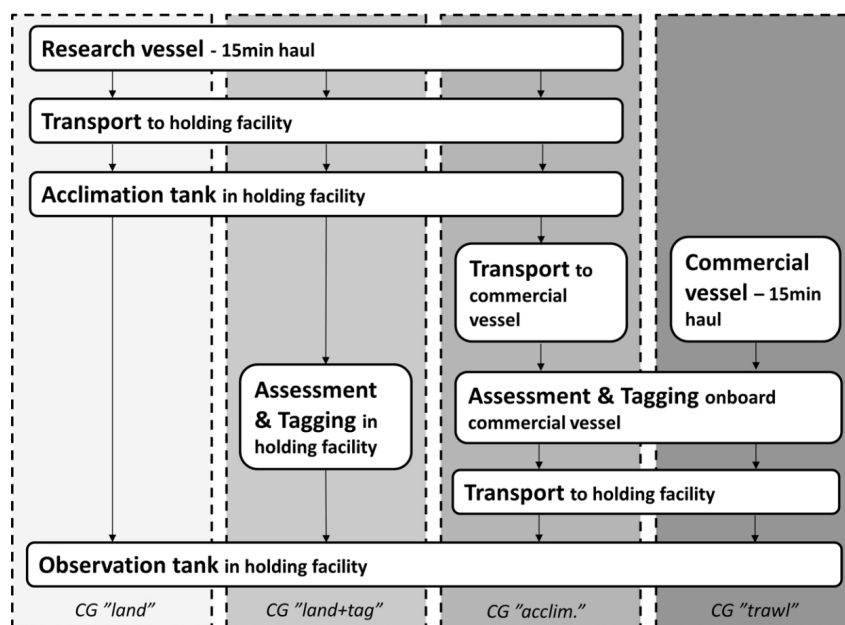 Research vessel - 15min haul
Transport to holding facility
Acclimation tank in holding facility
Transport to
commercial
vessel
Commercial
vessel – 15min
haul
Assessment
& Tagging in
holding facility
Assessment & Tagging onboard
commercial vessel
Transport to holding facility
Observation tank in holding facility
CG "land"
CG "land+tag"
CG "acclim."
CG "trawl"